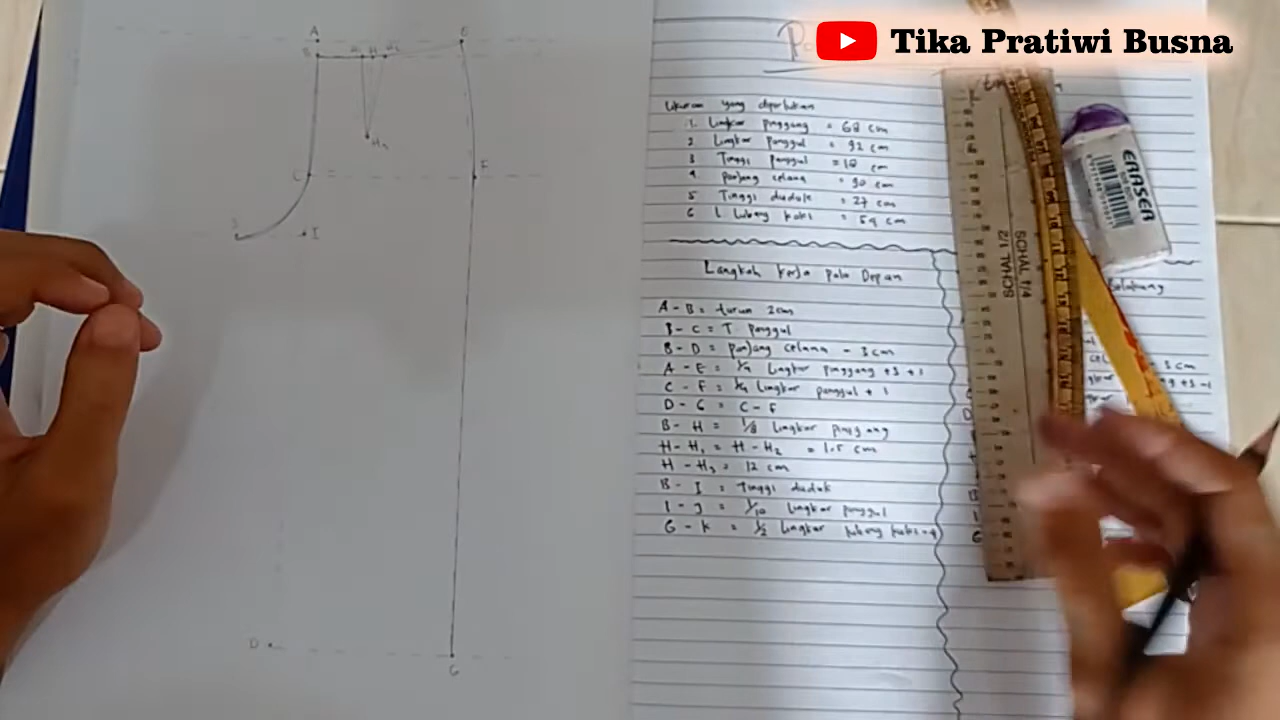 Tika Pratiwi Busna
Ukuran yang diperlukan
1. Lingkar pinggang = 68 cm
2 Lingkar panggul = 92 cm
3 Tinggi panggul = 18 cm
4. panjang celana = 90 cm
5 Tinggi duduk = 27 cm
6 L. Lubang kaki = 54 cm
Langkah kerja pola Depan
A - B = turun 2 cm
B - C = T. panggul
B - D = panjang celana - 3 cm
A - E = 1/4 Lingkar pinggang + 3 + 1
C - F = 1/4 Lingkar panggul + 1
D - G = C - F
B - H = 1/8 Lingkar pinggang
H - H1 = H - H2 = 1.5 cm
H - H3 = 12 cm
B - I = Tinggi duduk
I - J = 1/10 Lingkar panggul
G - K = 1/2 Lingkar lubang kaki - 4
Belakang
A
E
B
H
C
F
J
I
D
G
ERASER
SCHAL 1/2
SCHAL 1/4